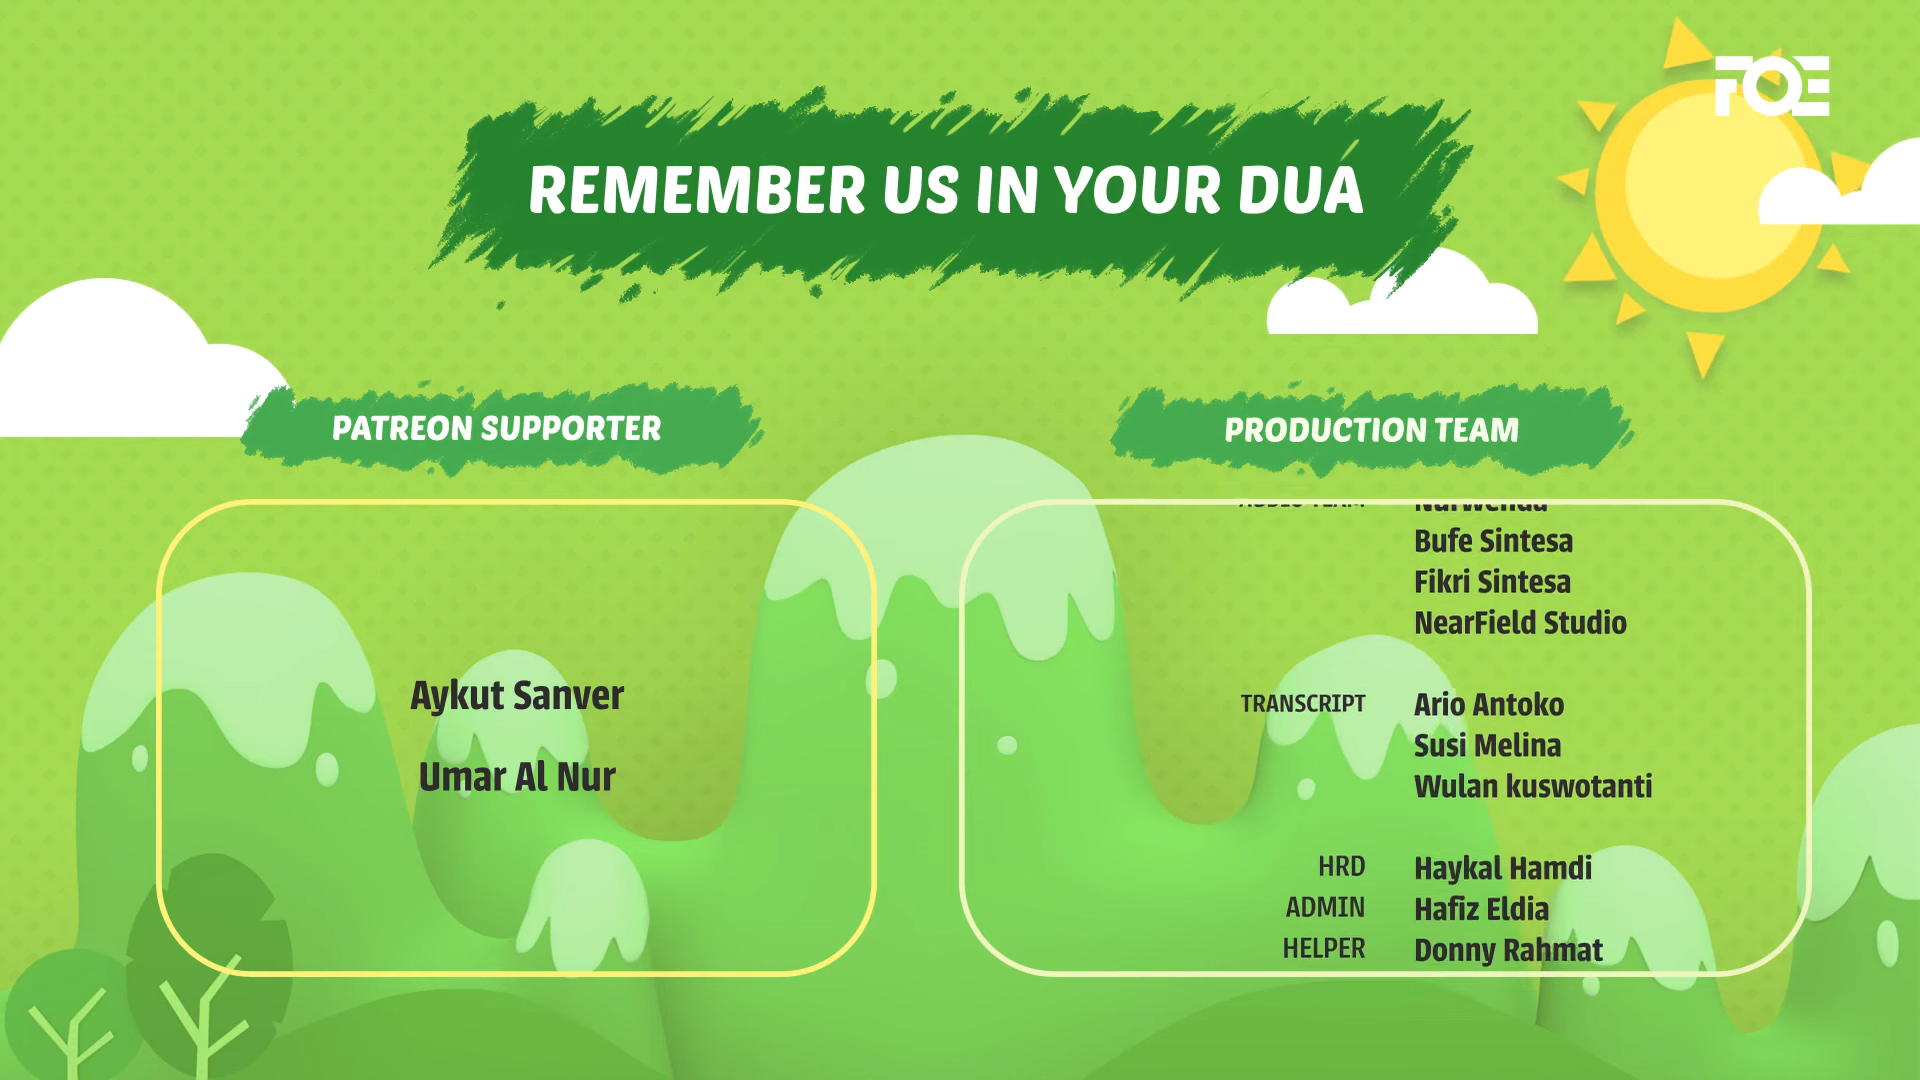 FOE
REMEMBER US IN YOUR DUA
PATREON SUPPORTER
Aykut Sanver
Umar Al Nur
PRODUCTION TEAM
Bufe Sintesa
Fikri Sintesa
NearField Studio
TRANSCRIPT Ario Antoko
Susi Melina
Wulan kuswotanti
HRD Haykal Hamdi
ADMIN Hafiz Eldia
HELPER Donny Rahmat